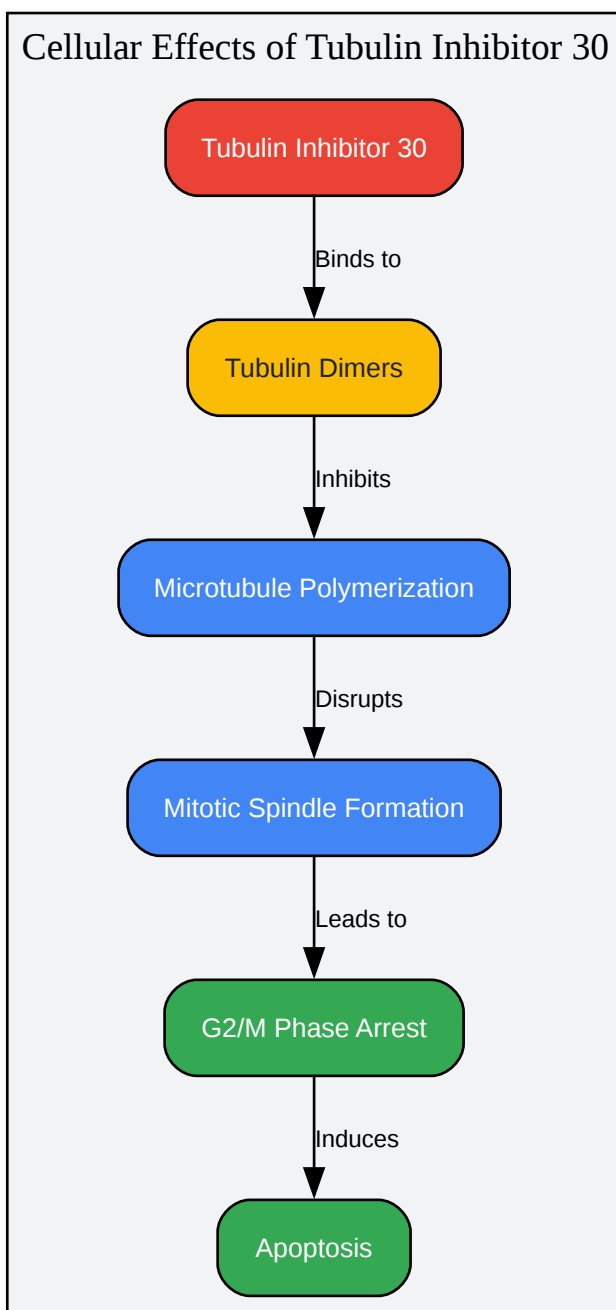 Cellular Effects of Tubulin Inhibitor 30
Tubulin Inhibitor 30
Binds to
Tubulin Dimers
Inhibits
Microtubule Polymerization
Disrupts
Mitotic Spindle Formation
Leads to
G2/M Phase Arrest
Induces
Apoptosis